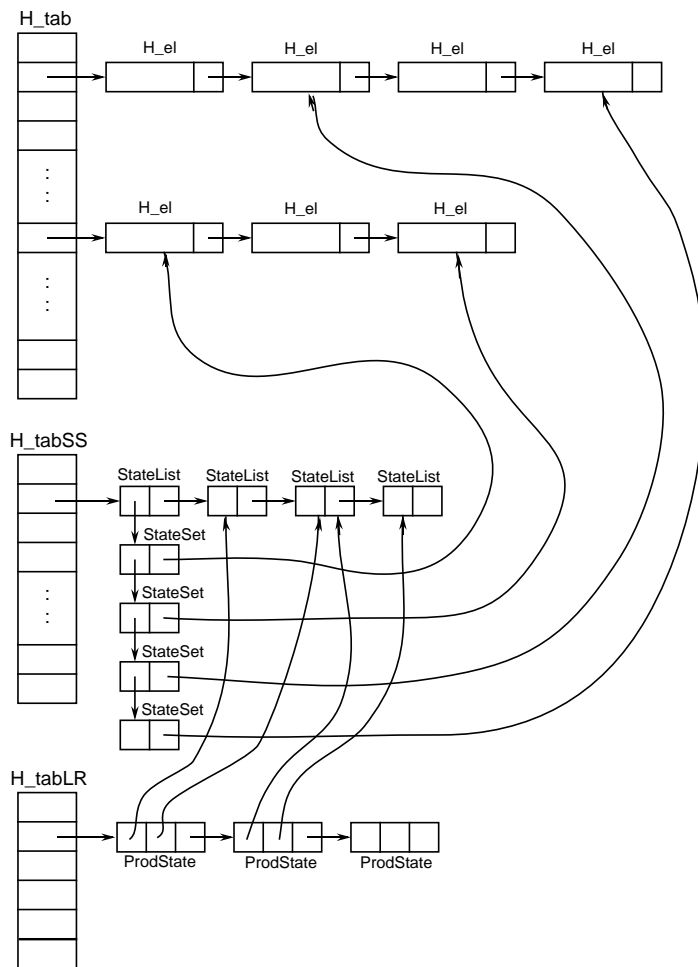 H_tab
H_el H_el H_el H_el
H_el H_el H_el
H_tabSS
StateList StateList StateList StateList
StateSet
StateSet
StateSet
StateSet
H_tabLR
ProdState ProdState ProdState